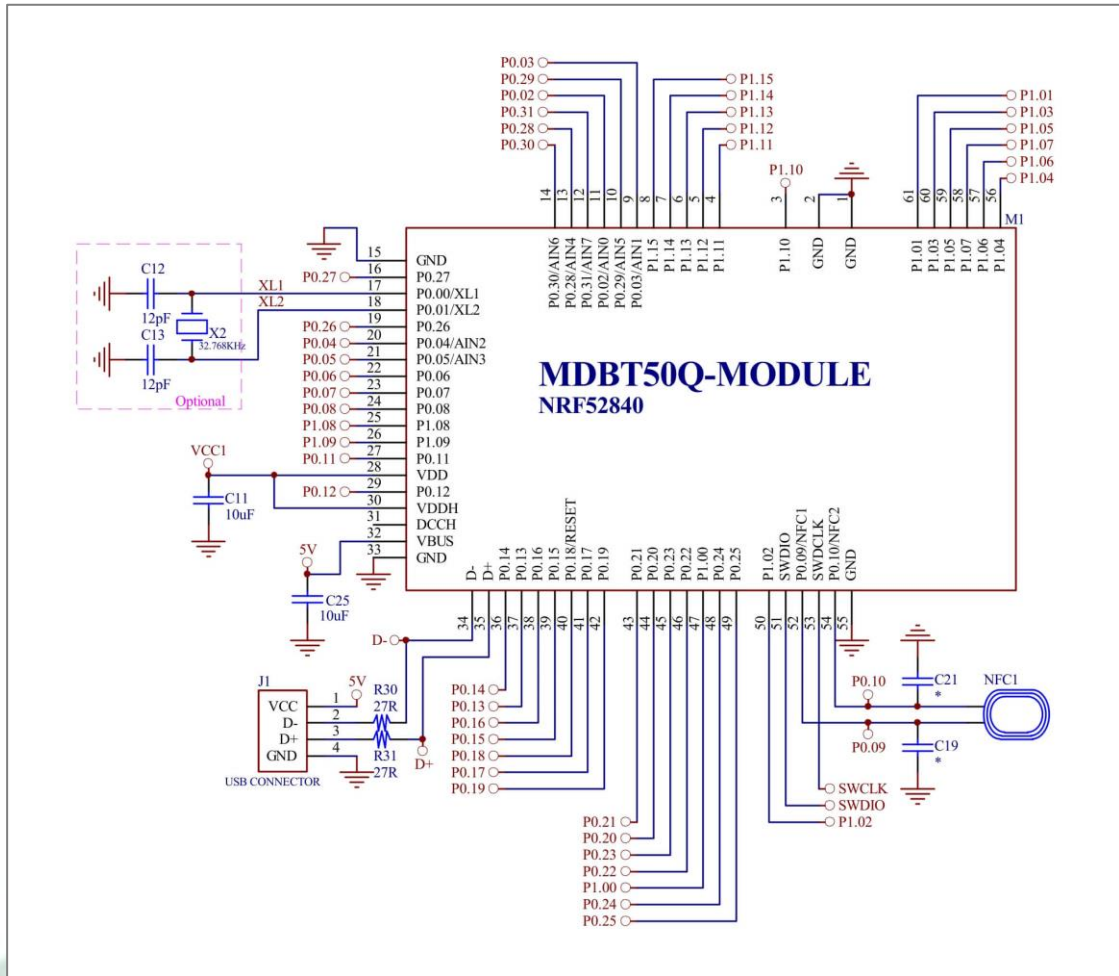 P0.03
P0.29
P0.02
P0.31
P0.28
P0.30
P1.15
P1.14
P1.13
P1.12
P1.11
P1.10
P1.01
P1.03
P1.05
P1.07
P1.06
P1.04
14 13 12 11 10 9 8 7 6 5 4 3 2 1 61 60 59 58 57 56
M1
P0.30/AIN6
P0.28/AIN4
P0.31/AIN7
P0.02/AIN0
P0.29/AIN5
P0.03/AIN1
P1.15
P1.14
P1.13
P1.12
P1.11
P1.10
GND
GND
P1.01
P1.03
P1.05
P1.07
P1.06
P1.04
15 GND
P0.27 16 P0.27
XL1 17 P0.00/XL1
XL2 18 P0.01/XL2
P0.26 19 P0.26
P0.04 20 P0.04/AIN2
P0.05 21 P0.05/AIN3
P0.06 22 P0.06
P0.07 23 P0.07
P0.08 24 P0.08
P1.08 25 P1.08
P1.09 26 P1.09
P0.11 27 P0.11
28 VDD
P0.12 29 P0.12
30 VDDH
31 DCCH
32 VBUS
33 GND
C12
12pF
C13
12pF
X2
32.768KHz
Optional
VCC1
C11
10uF
5V
C25
10uF
MDBT50Q-MODULE
NRF52840
D-
D+
P0.14
P0.13
P0.16
P0.15
P0.18/RESET
P0.17
P0.19
P0.21
P0.20
P0.23
P0.22
P1.00
P0.24
P0.25
P1.02
SWDIO
P0.09/NFC1
SWDCLK
P0.10/NFC2
GND
34 35 36 37 38 39 40 41 42 43 44 45 46 47 48 49 50 51 52 53 54 55
D-
J1
VCC 1 5V
D- 2
D+ 3
GND 4
USB CONNECTOR
R30
27R
R31
27R
D+
P0.14
P0.13
P0.16
P0.15
P0.18
P0.17
P0.19
P0.21
P0.20
P0.23
P0.22
P1.00
P0.24
P0.25
P0.10
P0.09
C21
*
C19
*
NFC1
SWCLK
SWDIO
P1.02